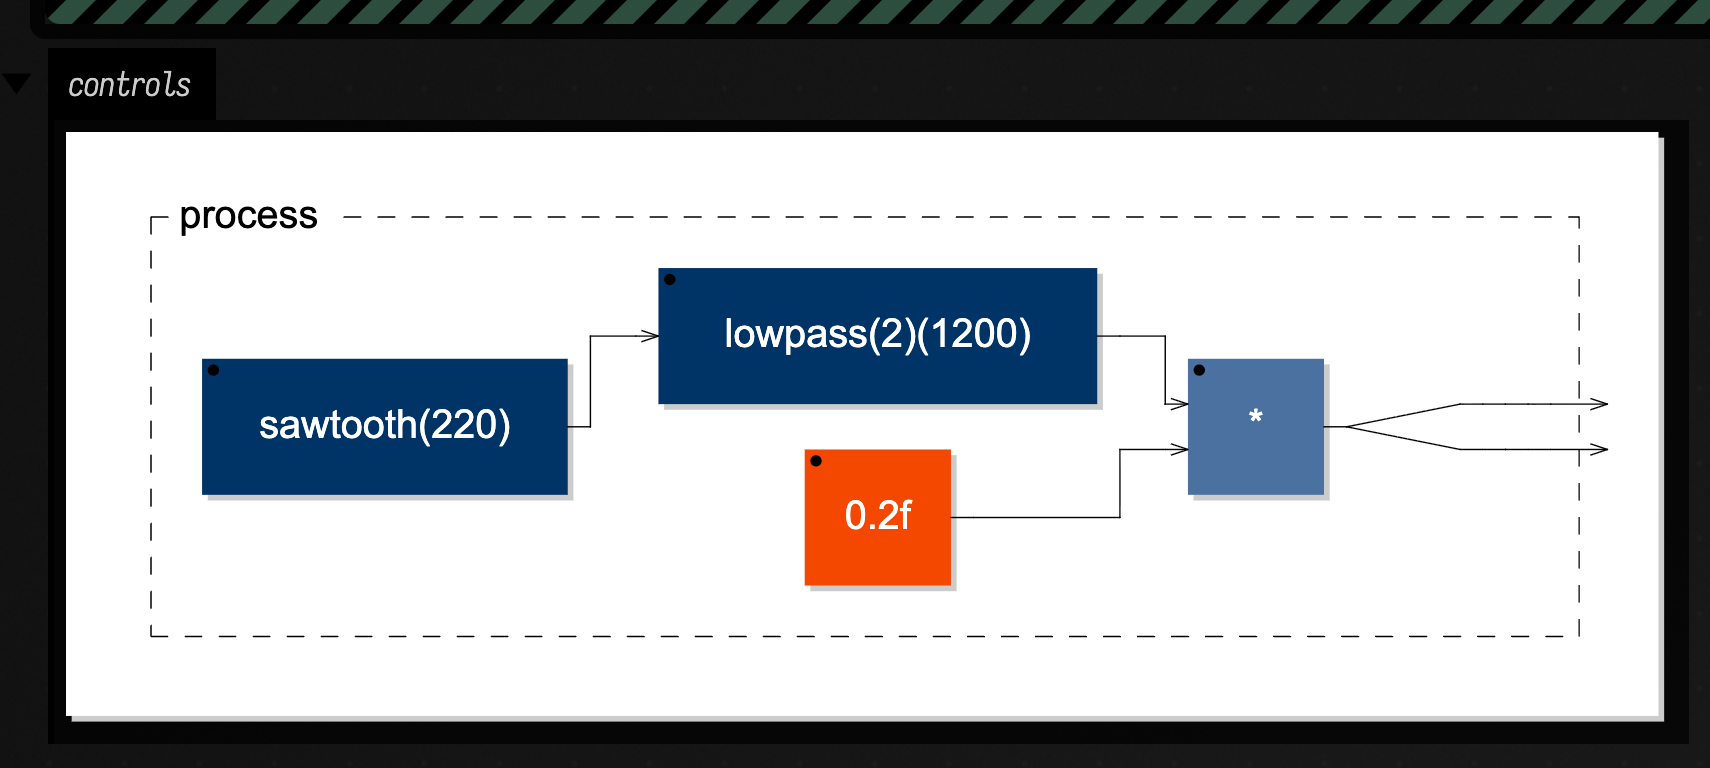 controls
process
lowpass(2)(1200)
sawtooth(220)
*
0.2f